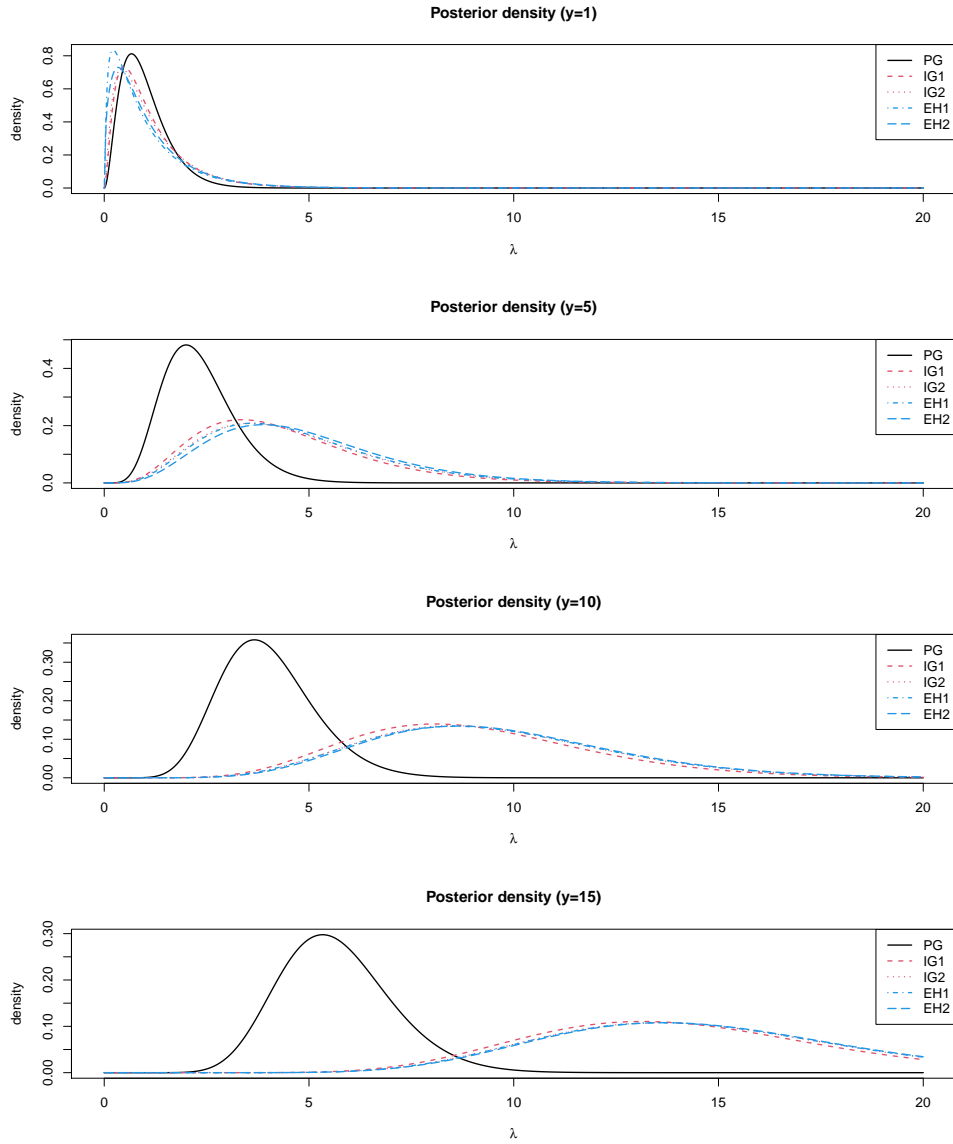 Posterior density (y=1)
density
0.0 0.2 0.4 0.6 0.8
PG
IG1
IG2
EH1
EH2
0 5 10 15 20
λ
Posterior density (y=5)
density
0.0 0.2 0.4
PG
IG1
IG2
EH1
EH2
0 5 10 15 20
λ
Posterior density (y=10)
density
0.00 0.10 0.20 0.30
PG
IG1
IG2
EH1
EH2
0 5 10 15 20
λ
Posterior density (y=15)
density
0.00 0.10 0.20 0.30
PG
IG1
IG2
EH1
EH2
0 5 10 15 20
λ